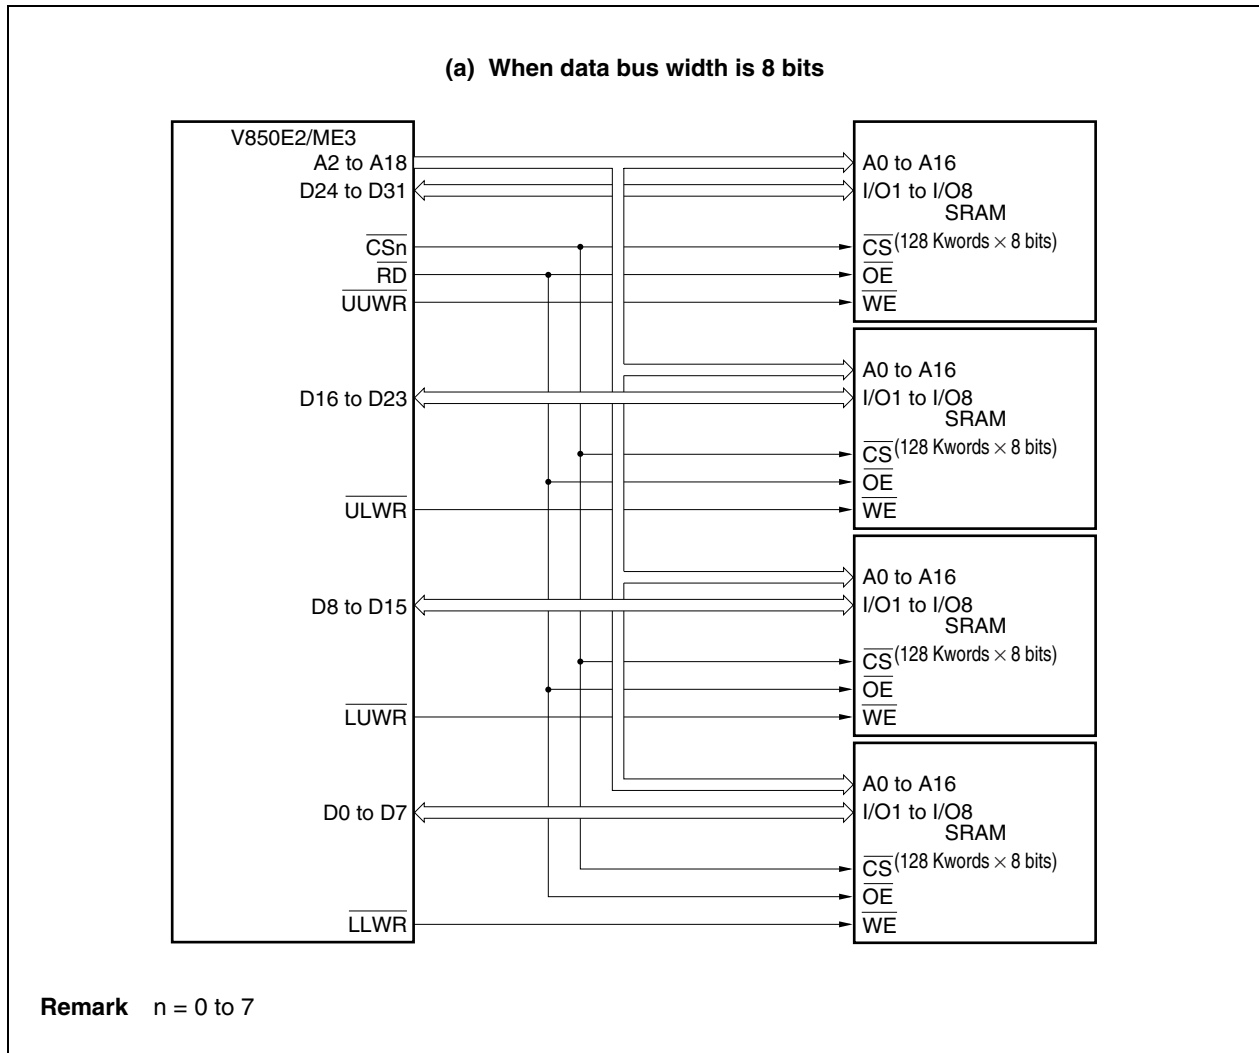 (a) When data bus width is 8 bits
V850E2/ME3
A2 to A18
D24 to D31
CSn
RD
UUWR
D16 to D23
ULWR
D8 to D15
LUWR
D0 to D7
LLWR
A0 to A16
I/O1 to I/O8
SRAM
CS (128 Kwords × 8 bits)
OE
WE
A0 to A16
I/O1 to I/O8
SRAM
CS (128 Kwords × 8 bits)
OE
WE
A0 to A16
I/O1 to I/O8
SRAM
CS (128 Kwords × 8 bits)
OE
WE
A0 to A16
I/O1 to I/O8
SRAM
CS (128 Kwords × 8 bits)
OE
WE
Remark n = 0 to 7